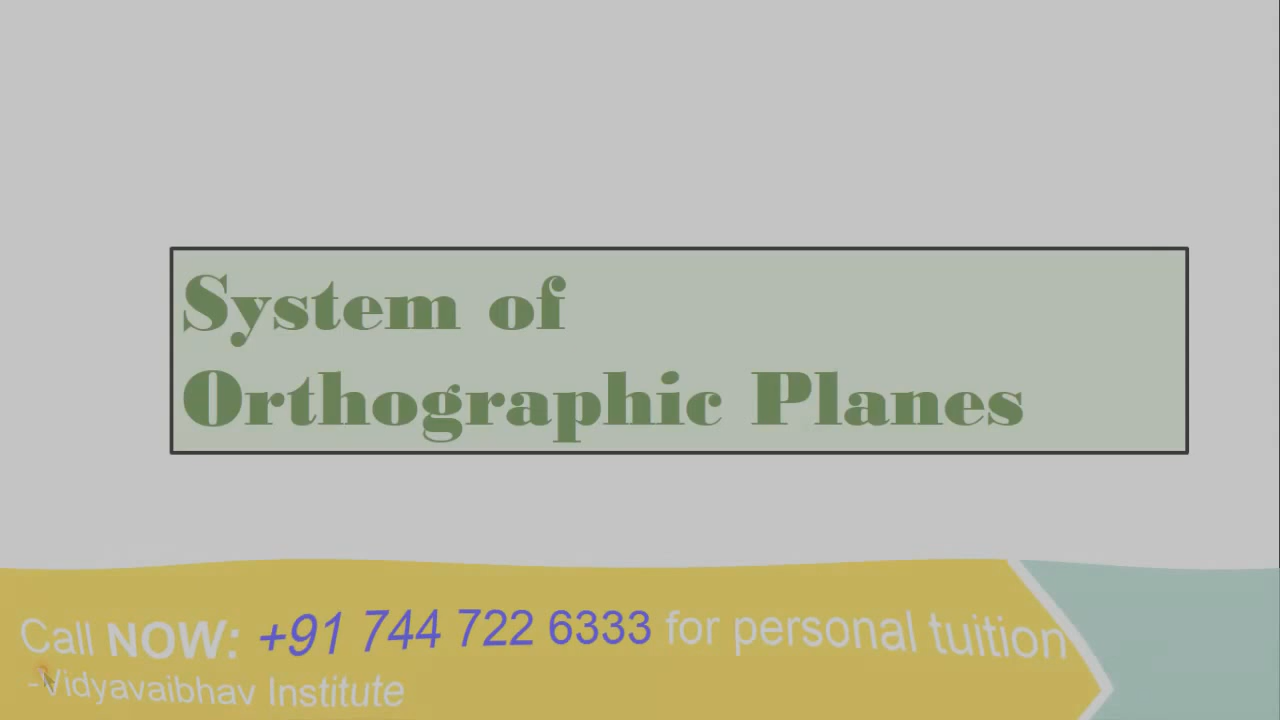 System of
Orthographic Planes
Call NOW: +91 744 722 6333 for personal tuition
-Vidyavaibhav Institute